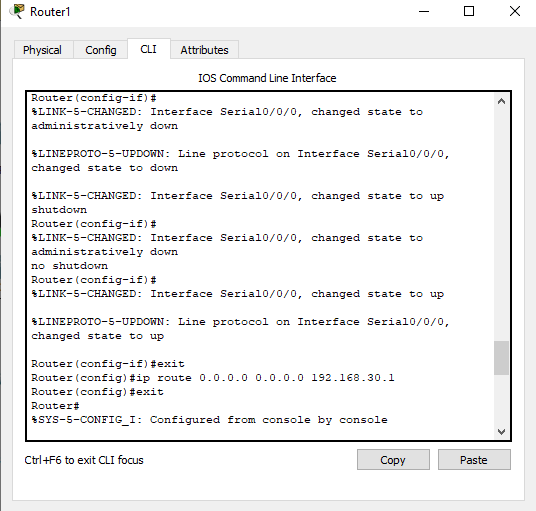 Router1
Physical
Config
CLI
Attributes
IOS Command Line Interface
Router(config-if)#
%LINK-5-CHANGED: Interface Serial0/0/0, changed state to
administratively down
%LINEPROTO-5-UPDOWN: Line protocol on Interface Serial0/0/0,
changed state to down
%LINK-5-CHANGED: Interface Serial0/0/0, changed state to up
shutdown
Router(config-if)#
%LINK-5-CHANGED: Interface Serial0/0/0, changed state to
administratively down
no shutdown
Router(config-if)#
%LINK-5-CHANGED: Interface Serial0/0/0, changed state to up
%LINEPROTO-5-UPDOWN: Line protocol on Interface Serial0/0/0,
changed state to up
Router(config-if)#exit
Router(config)#ip route 0.0.0.0 0.0.0.0 192.168.30.1
Router(config)#exit
Router#
%SYS-5-CONFIG_I: Configured from console by console
Ctrl+F6 to exit CLI focus
Copy
Paste